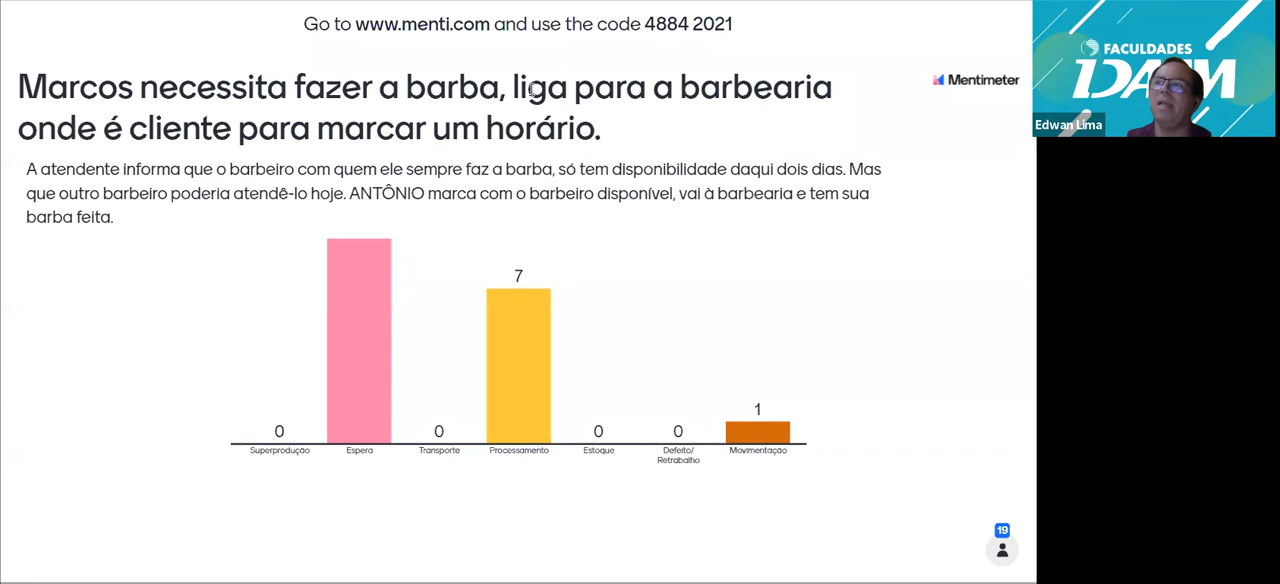 Go to www.menti.com and use the code 4884 2021
Marcos necessita fazer a barba, liga para a barbearia
onde é cliente para marcar um horário.
Mentimeter
FACULDADES
Edwan Lima
A atendente informa que o barbeiro com quem ele sempre faz a barba, só tem disponibilidade daqui dois dias. Mas
que outro barbeiro poderia atendê-lo hoje. ANTÔNIO marca com o barbeiro disponível, vai à barbearia e tem sua
barba feita.
0
0
7
0
0
1
Superprodução
Espera
Transporte
Processamento
Estoque
Defeito/
Retrabalho
Movimentação
19